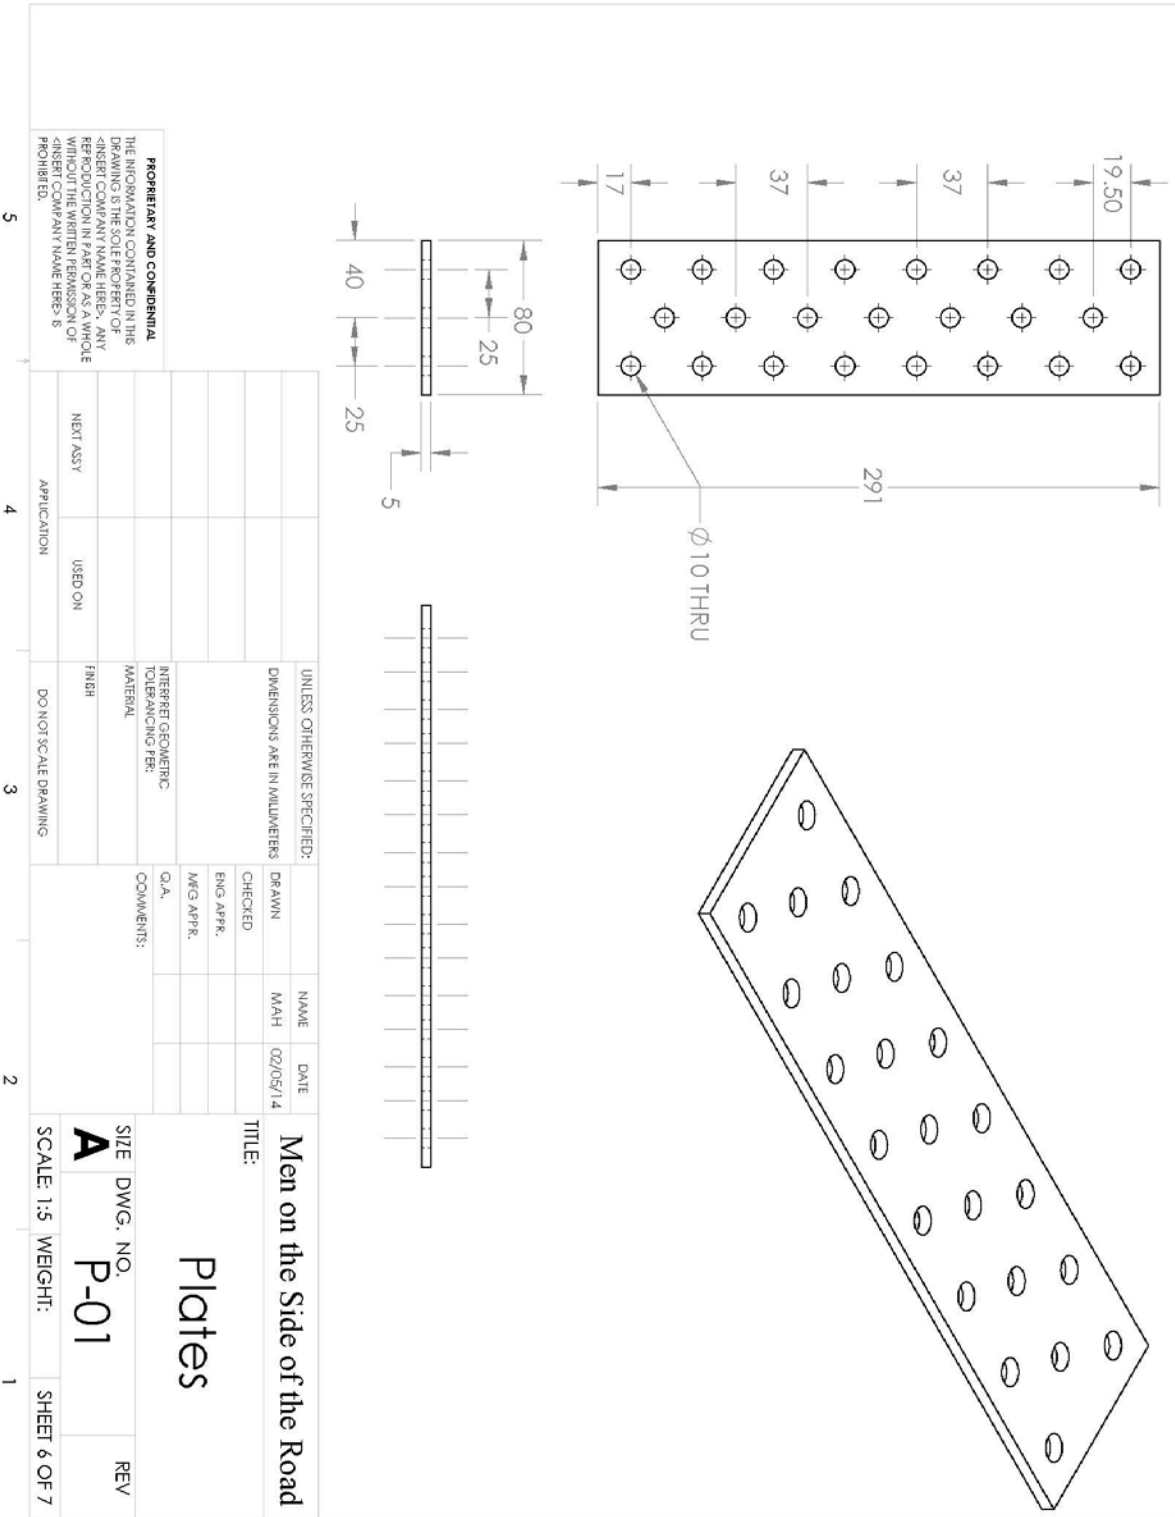 19.50
37
37
17
291
Ø 10 THRU
80
25
40
25
5
PROPRIETARY AND CONFIDENTIAL
THE INFORMATION CONTAINED IN THIS
DRAWING IS THE SOLE PROPERTY OF
<INSERT COMPANY NAME HERE>. ANY
REPRODUCTION IN PART OR AS A WHOLE
WITHOUT THE WRITTEN PERMISSION OF
<INSERT COMPANY NAME HERE> IS
PROHIBITED.
NEXT ASSY
USED ON
APPLICATION
UNLESS OTHERWISE SPECIFIED:
DIMENSIONS ARE IN MILLIMETERS
INTERPRET GEOMETRIC
TOLERANCING PER:
MATERIAL
FINISH
DO NOT SCALE DRAWING
NAME DATE
DRAWN MAH 02/05/14
CHECKED
ENG APPR.
MFG APPR.
Q.A.
COMMENTS:
Men on the Side of the Road
TITLE:
Plates
SIZE DWG. NO. REV
A P-01
SCALE: 1:5 WEIGHT: SHEET 6 OF 7
5 4 3 2 1